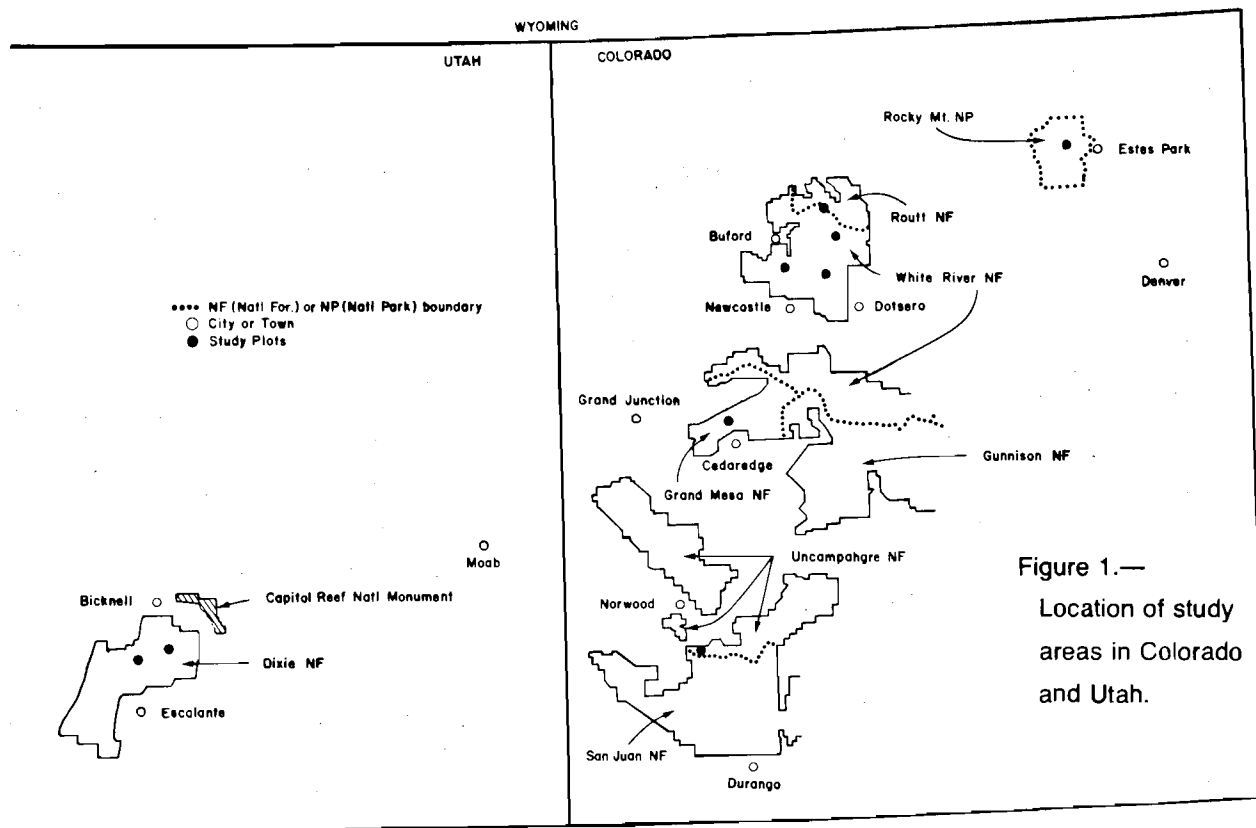 WYOMING
UTAH
COLORADO
Rocky Mt. NP
Estes Park
Routt NF
Buford
White River NF
Denver
•••• NF (Natl For.) or NP (Natl Park) boundary
○ City or Town
● Study Plots
Newcastle
Dotsero
Grand Junction
Cedaredge
Gunnison NF
Grand Mesa NF
Moab
Uncampahgre NF
Bicknell
Capitol Reef Natl Monument
Norwood
Dixie NF
Escalante
San Juan NF
Durango
Figure 1.—
Location of study
areas in Colorado
and Utah.